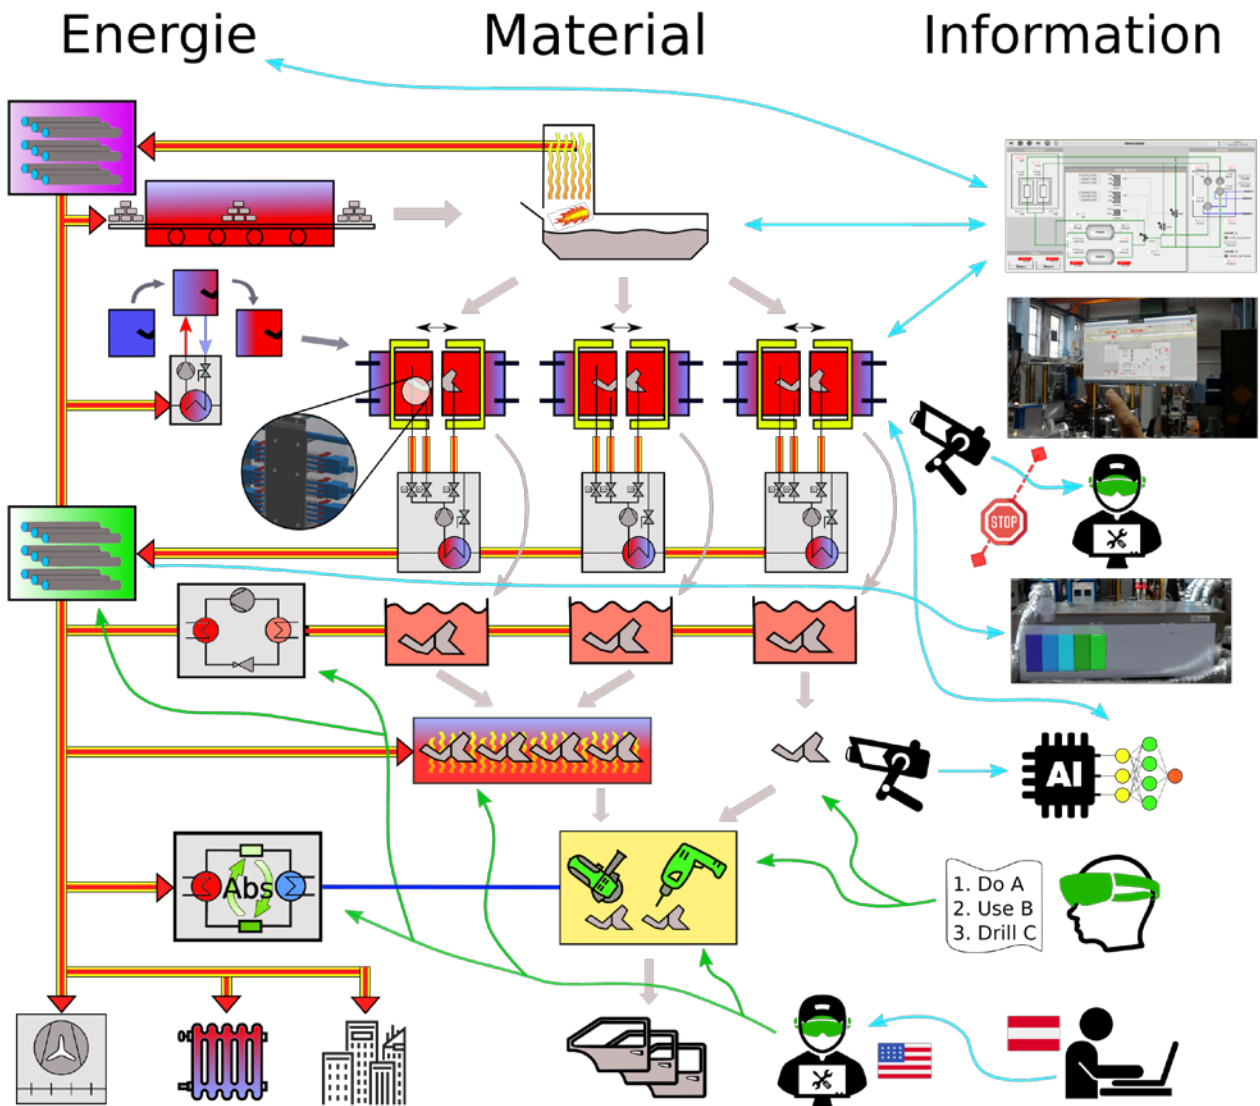 Energie
Material
Information
STOP
AI
Abs
1. Do A
2. Use B
3. Drill C